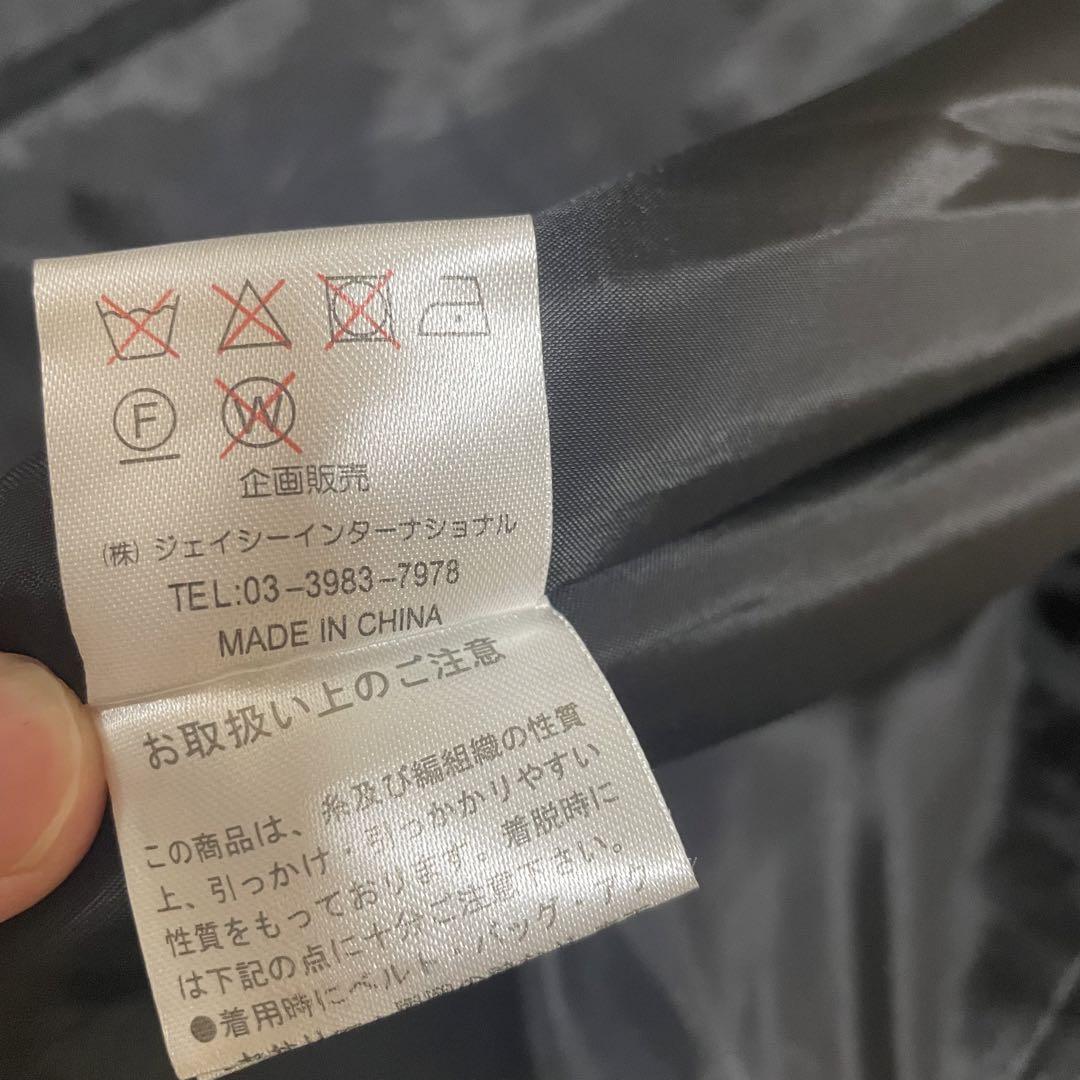 F
W
企画販売
(株) ジェイシーインターナショナル
TEL:03-3983-7978
MADE IN CHINA
お取扱い上のご注意
この商品は、糸及び編組織の性質
上、引っかけ・引っかかりやすい
性質をもっております。着脱時に
は下記の点に十分ご注意下さい。
●着用時にベルト・バッグ・アク